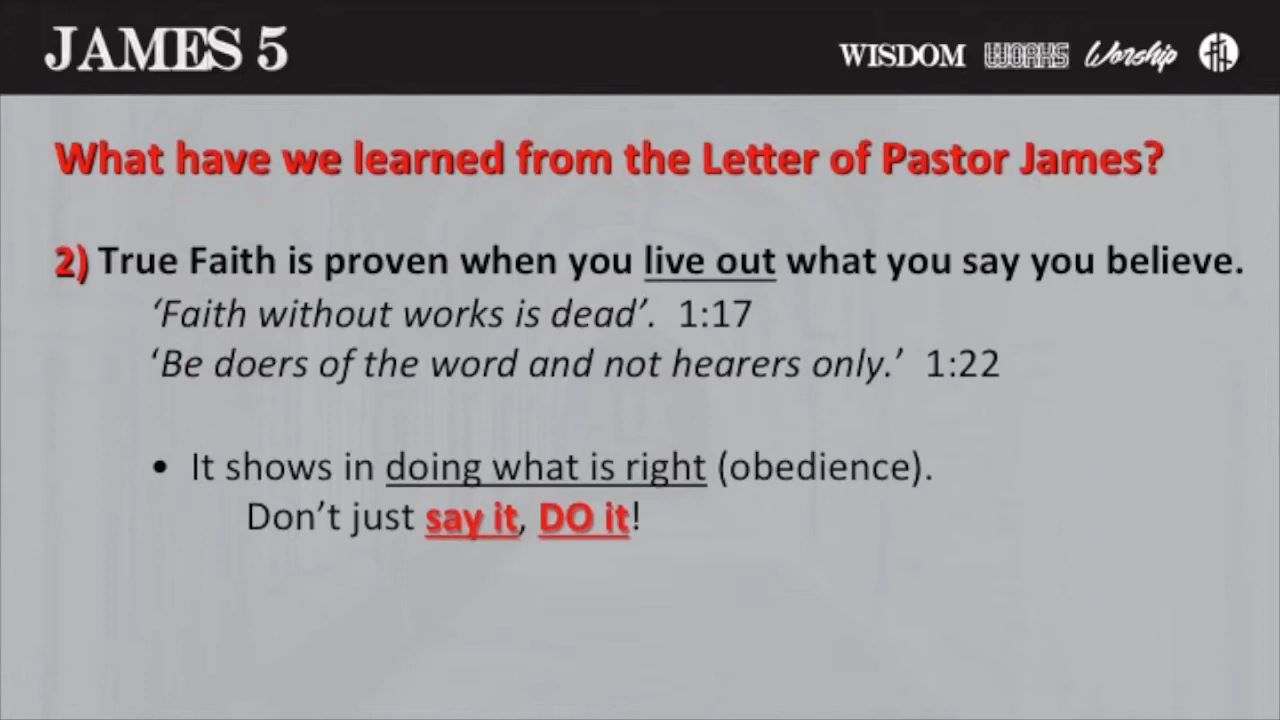 JAMES 5
WISDOM WORKS Worship
What have we learned from the Letter of Pastor James?
2) True Faith is proven when you live out what you say you believe.
‘Faith without works is dead’. 1:17
‘Be doers of the word and not hearers only.’ 1:22
• It shows in doing what is right (obedience).
Don’t just say it, DO it!